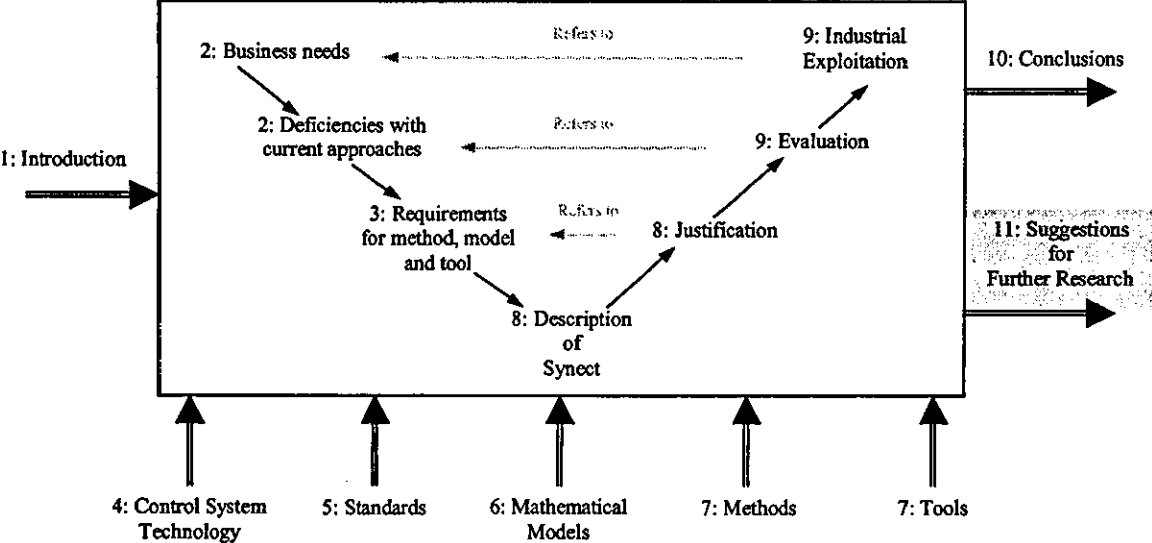 1: Introduction
2: Business needs
Refers to
9: Industrial
Exploitation
10: Conclusions
2: Deficiencies with
current approaches
Refers to
9: Evaluation
3: Requirements
for method, model
and tool
Refers to
8: Justification
11: Suggestions
for
Further Research
8: Description
of
Synect
4: Control System
Technology
5: Standards
6: Mathematical
Models
7: Methods
7: Tools